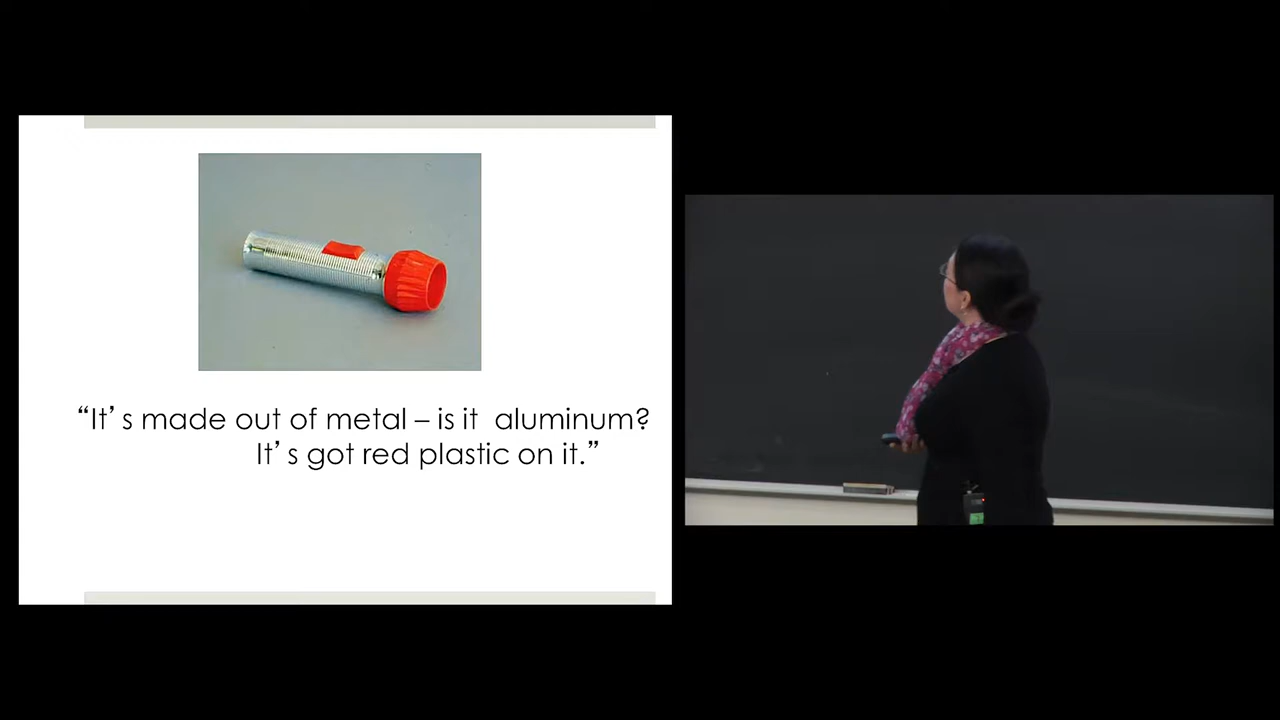 “It’s made out of metal – is it  aluminum?
It’s got red plastic on it.”